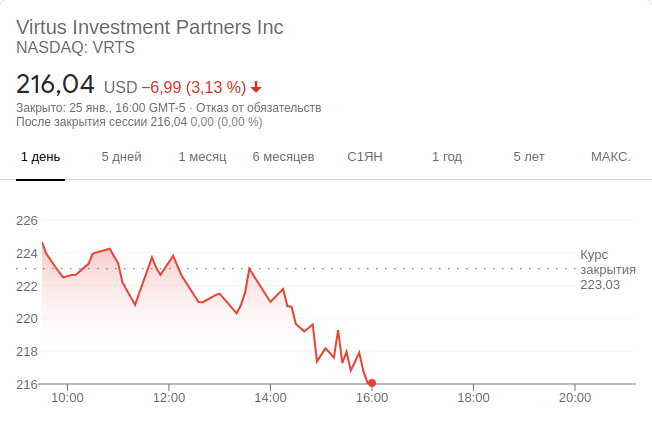 Virtus Investment Partners Inc
NASDAQ: VRTS
216,04 USD −6,99 (3,13 %)
Закрыто: 25 янв., 16:00 GMT-5 · Отказ от обязательств
После закрытия сессии 216,04 0,00 (0,00 %)
1 день 5 дней 1 месяц 6 месяцев С1ЯН 1 год 5 лет МАКС.
226
224
222
220
218
216
Курс
закрытия
223,03
10:00 12:00 14:00 16:00 18:00 20:00